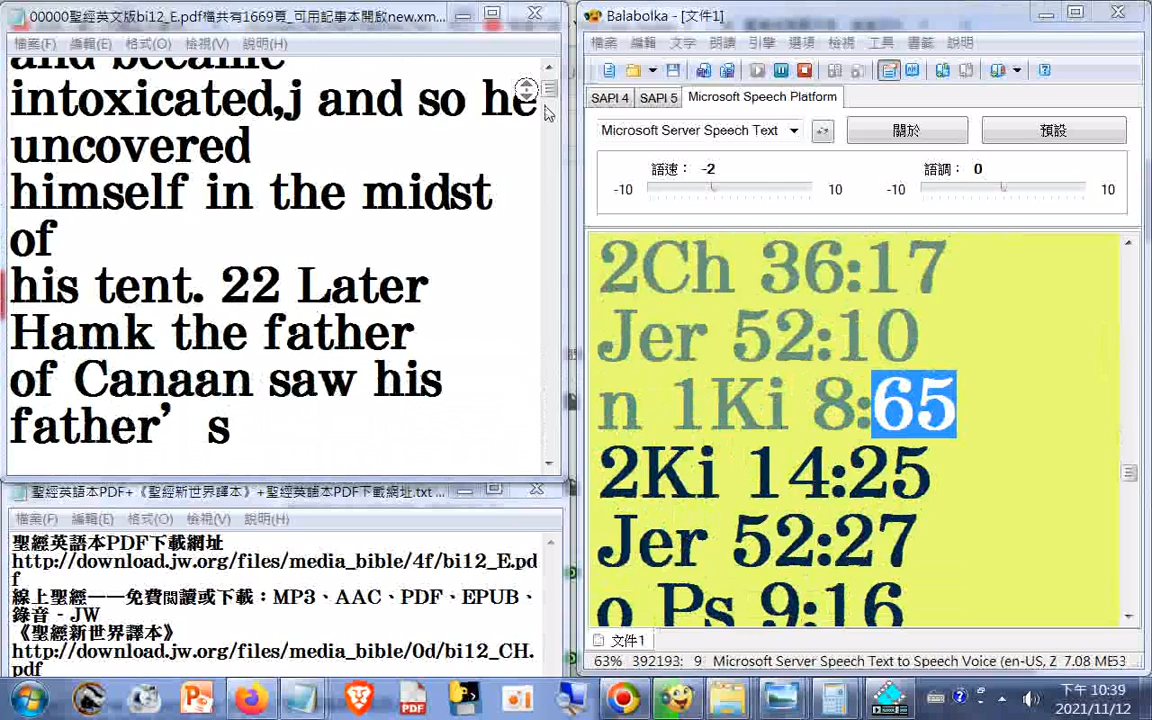 00000聖經英文版bi12_E.pdf檔共有1669頁_可用記事本開啟new.xm...
檔案(F) 編輯(E) 格式(O) 檢視(V) 說明(H)
and became
intoxicated,j and so he
uncovered
himself in the midst
of
his tent. 22 Later
Hamk the father
of Canaan saw his
father’s
聖經英語本PDF+《聖經新世界譯本》+聖經英語本PDF下載網址.txt ...
檔案(F) 編輯(E) 格式(O) 檢視(V) 說明(H)
聖經英語本PDF下載網址
http://download.jw.org/files/media_bible/4f/bi12_E.pd
f
線上聖經──免費閱讀或下載：MP3、AAC、PDF、EPUB、
錄音 - JW
《聖經新世界譯本》
http://download.jw.org/files/media_bible/0d/bi12_CH.
pdf
Balabolka - [文件1]
檔案 編輯 文字 朗讀 引擎 選項 檢視 工具 書籤 說明
SAPI 4 SAPI 5 Microsoft Speech Platform
Microsoft Server Speech Text 關於 預設
語速： -2 語調： 0
-10 10 -10 10
2Ch 36:17
Jer 52:10
n 1Ki 8:65
2Ki 14:25
Jer 52:27
o Ps 9:16
文件1
63% 392193: 9 Microsoft Server Speech Text to Speech Voice (en-US, Z 7.08 ME53
PDF
下午 10:39
2021/11/12